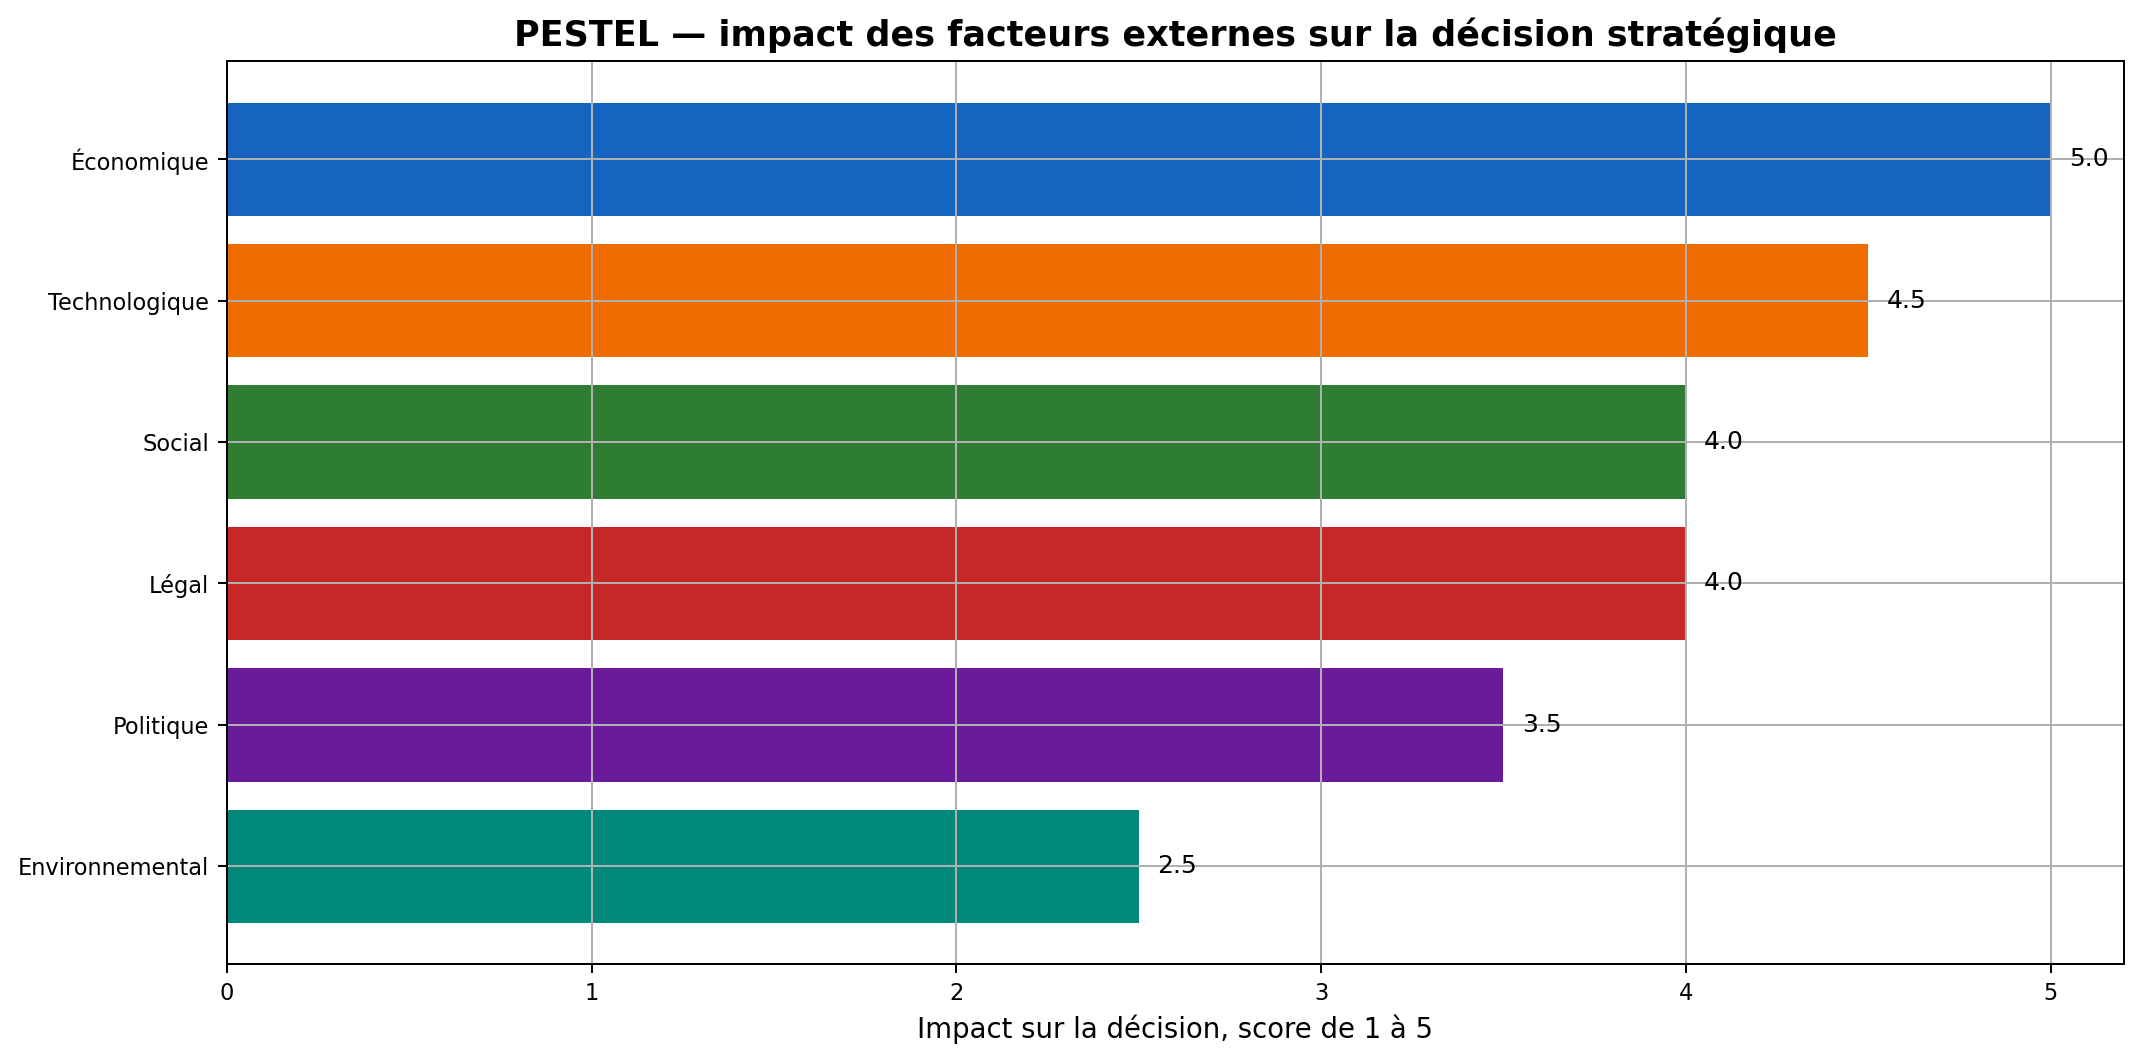 PESTEL — impact des facteurs externes sur la décision stratégique
Économique 5.0
Technologique 4.5
Social 4.0
Légal 4.0
Politique 3.5
Environnemental 2.5
0 1 2 3 4 5
Impact sur la décision, score de 1 à 5